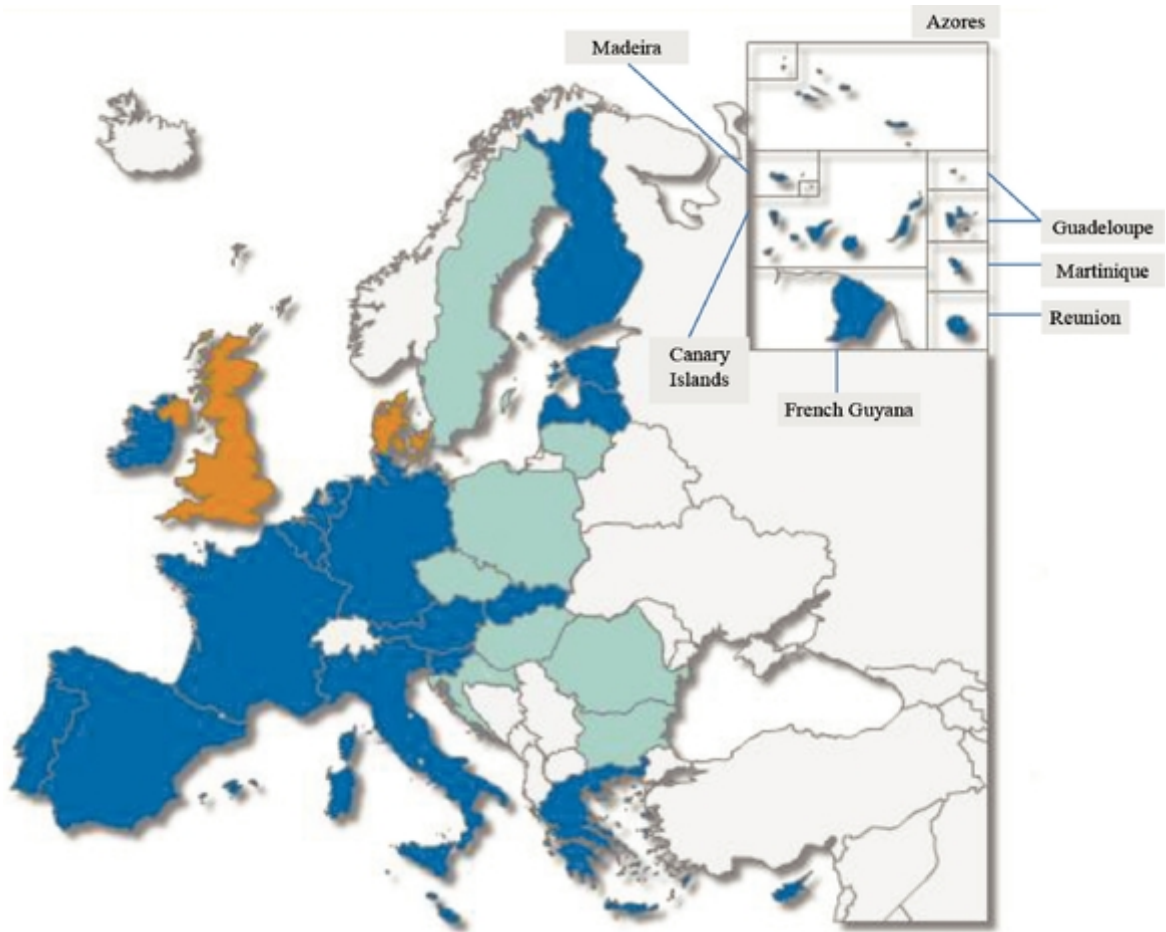 Azores
Madeira
Guadeloupe
Martinique
Reunion
Canary
Islands
French Guyana